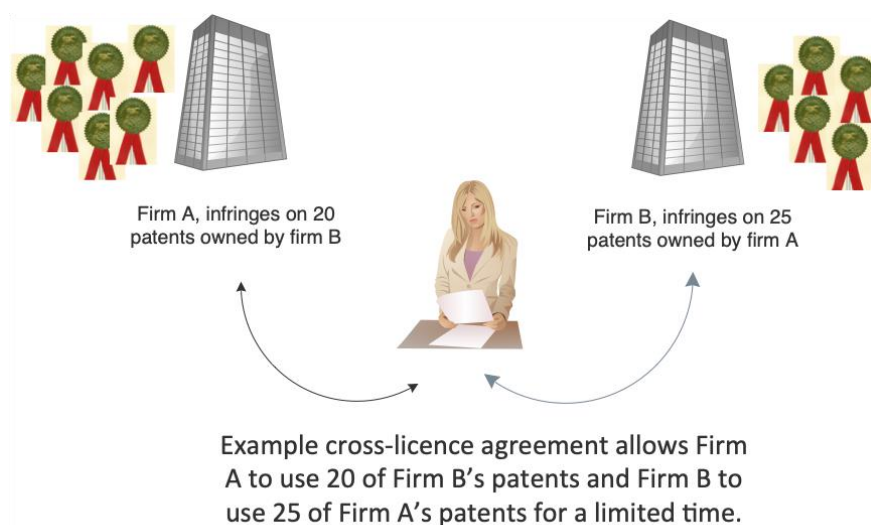 Firm A, infringes on 20
patents owned by firm B
Firm B, infringes on 25
patents owned by firm A
Example cross-licence agreement allows Firm
A to use 20 of Firm B’s patents and Firm B to
use 25 of Firm A’s patents for a limited time.